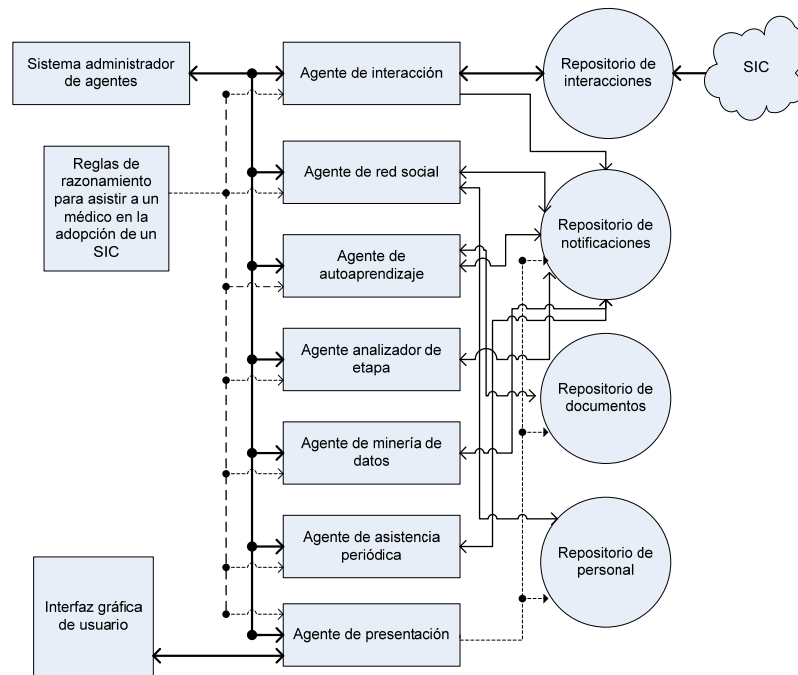 Sistema administrador
de agentes
Agente de interacción
Repositorio de
interacciones
SIC
Reglas de
razonamiento
para asistir a un
médico en la
adopción de un
SIC
Agente de red social
Repositorio de
notificaciones
Agente de
autoaprendizaje
Agente analizador de
etapa
Repositorio de
documentos
Agente de minería de
datos
Agente de asistencia
periódica
Repositorio de
personal
Interfaz gráfica
de usuario
Agente de presentación